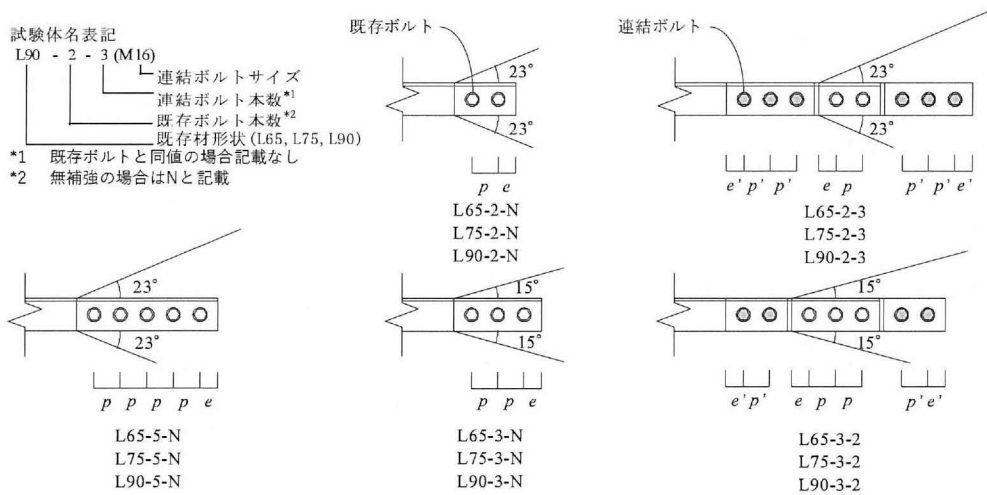 試験体名表記
L90 - 2 - 3 (M16)
連結ボルトサイズ
連結ボルト本数*1
既存ボルト本数*2
既存材形状 (L65, L75, L90)
*1 既存ボルトと同値の場合記載なし
*2 無補強の場合はNと記載
既存ボルト
23°
23°
p e
L65-2-N
L75-2-N
L90-2-N
連結ボルト
23°
23°
e' p' p' e p p' p' e'
L65-2-3
L75-2-3
L90-2-3
23°
23°
p p p p e
L65-5-N
L75-5-N
L90-5-N
15°
15°
p p e
L65-3-N
L75-3-N
L90-3-N
15°
15°
e' p' e p p p' e'
L65-3-2
L75-3-2
L90-3-2